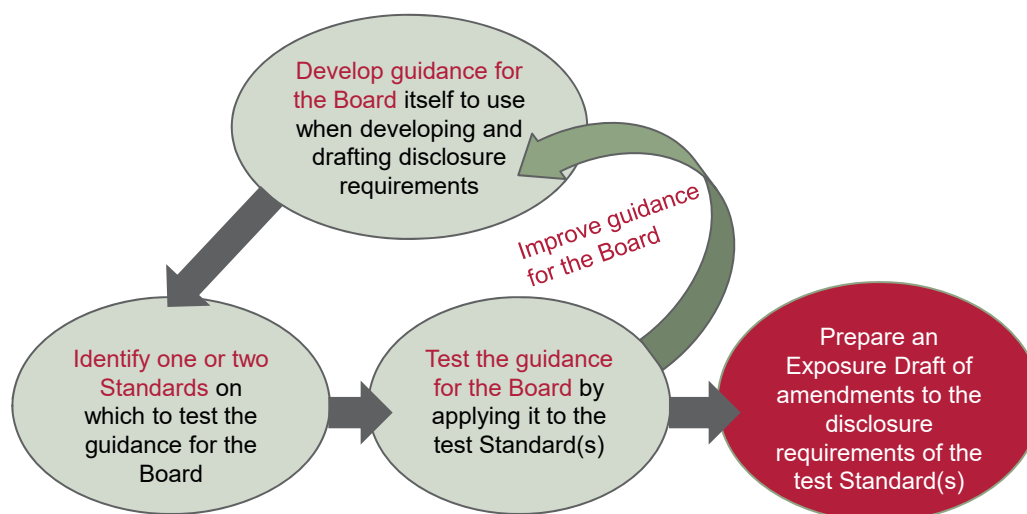 Develop guidance for
the Board itself to use
when developing and
drafting disclosure
requirements
Improve guidance
for the Board
Identify one or two
Standards on
which to test the
guidance for the
Board
Test the guidance
for the Board by
applying it to the
test Standard(s)
Prepare an
Exposure Draft of
amendments to the
disclosure
requirements of the
test Standard(s)